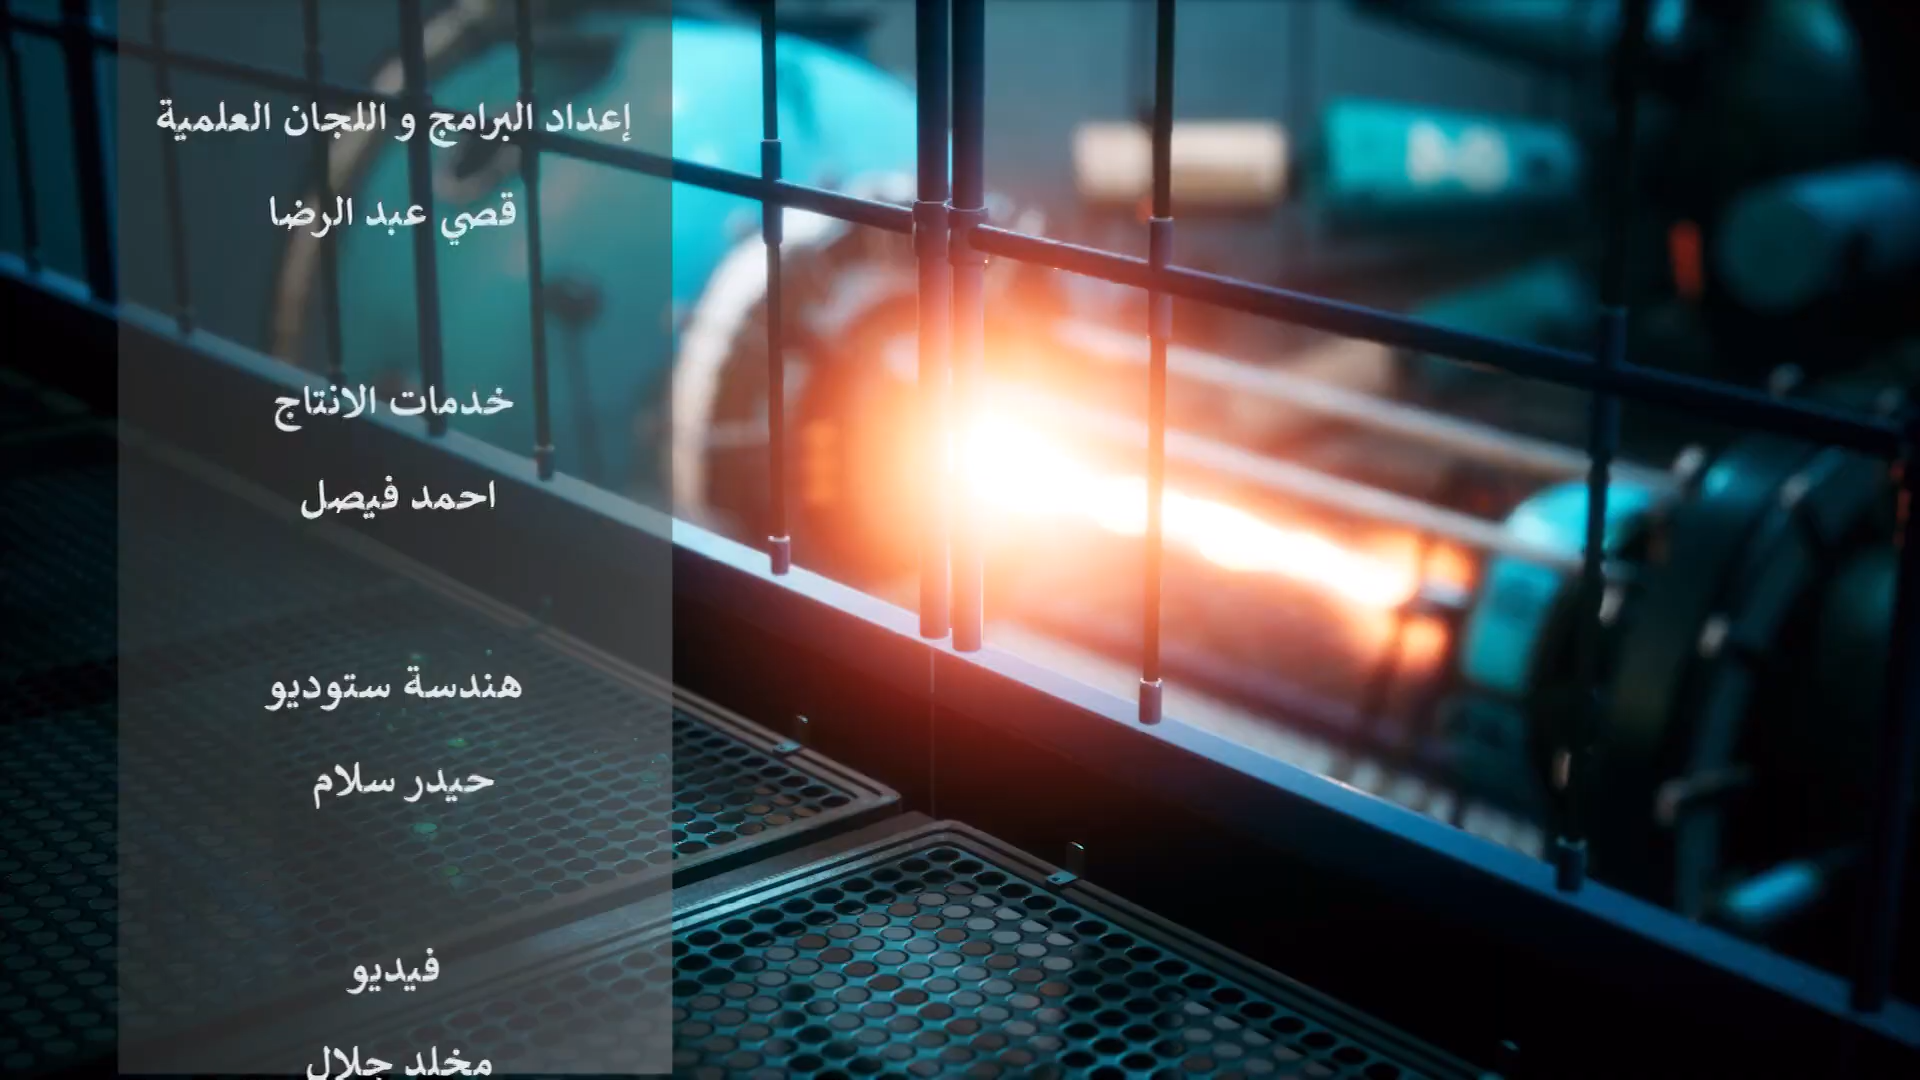 إعداد البرامج و اللجان العلمية
قصي عبد الرضا
خدمات الانتاج
احمد فيصل
هندسة ستوديو
حيدر سلام
فيديو
مخلد جلال